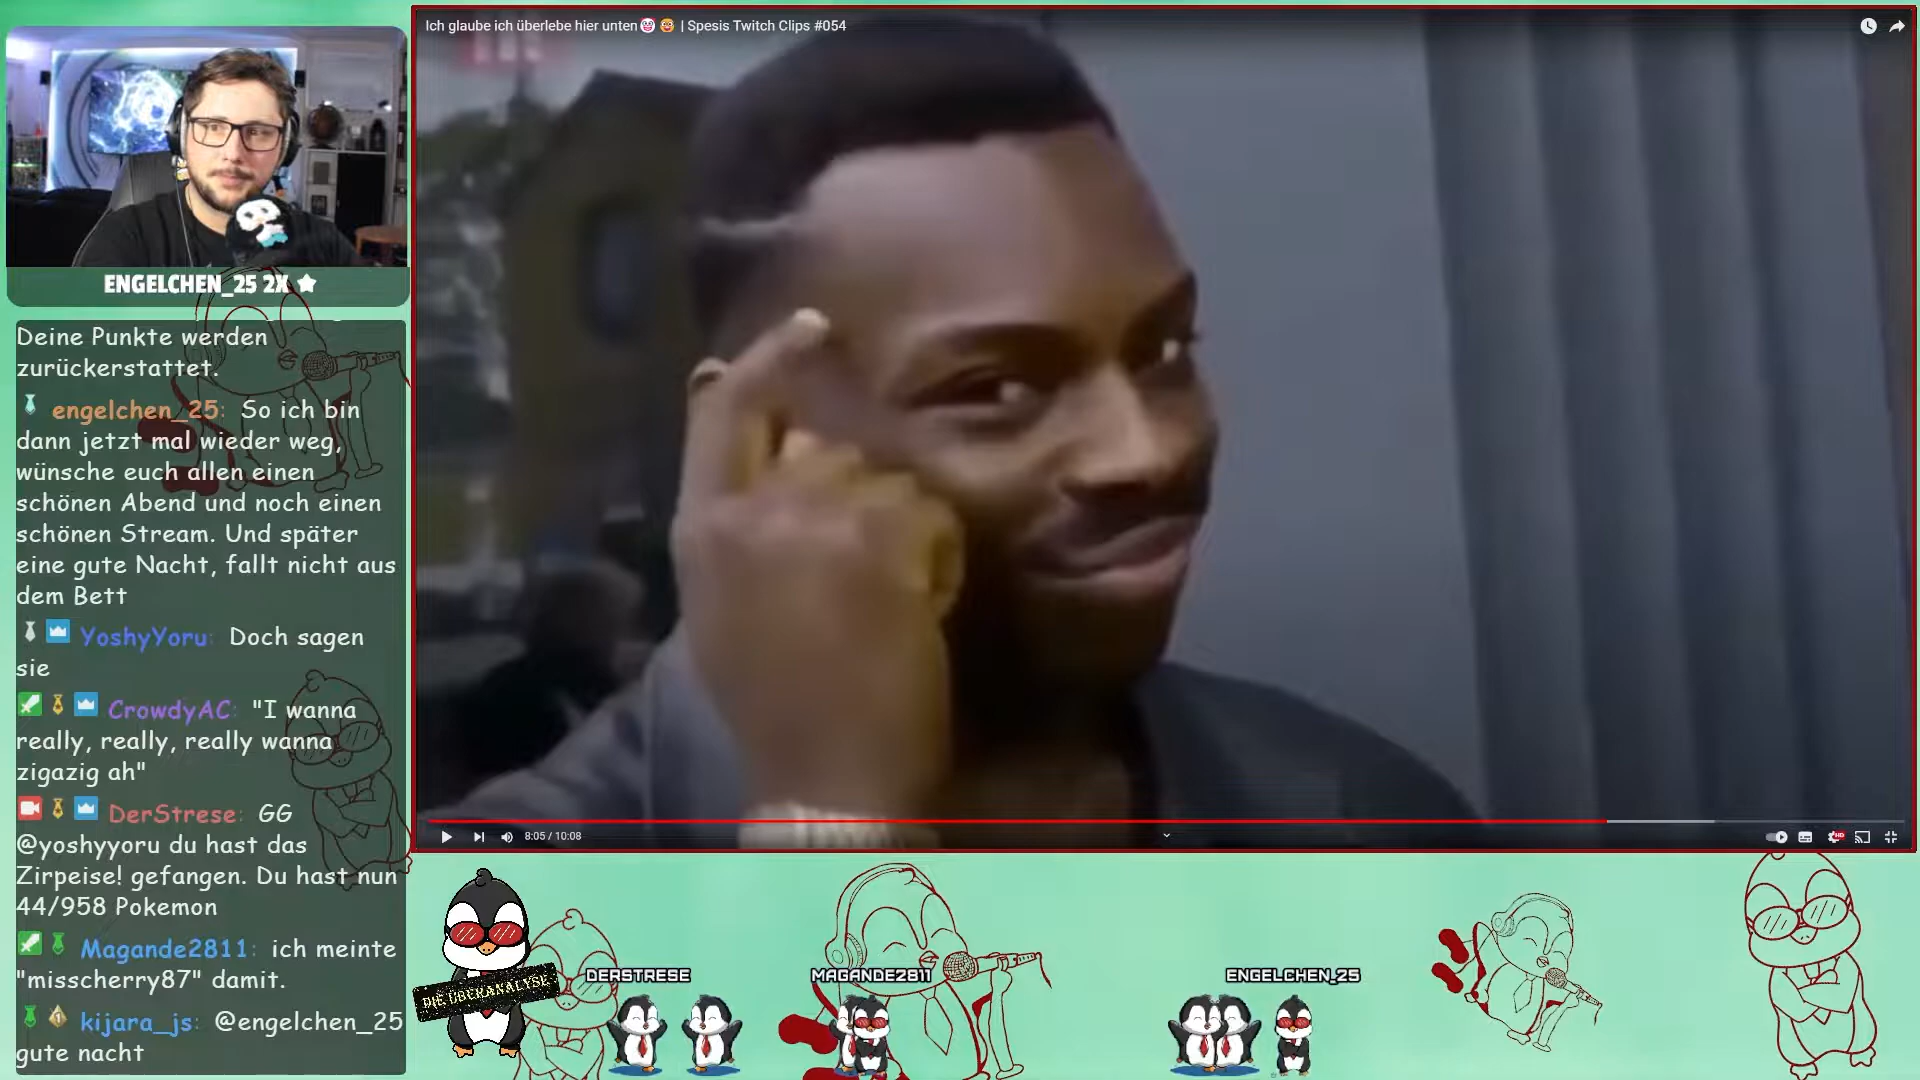 Ich glaube ich überlebe hier unten🤡 🤠 | Spesis Twitch Clips #054
ENGELCHEN_25 2X ★
Deine Punkte werden
zurückerstattet.
engelchen_25: So ich bin
dann jetzt mal wieder weg,
wünsche euch allen einen
schönen Abend und noch einen
schönen Stream. Und später
eine gute Nacht, fallt nicht aus
dem Bett
YoshyYoru: Doch sagen
sie
CrowdyAC: "I wanna
really, really, really wanna
zigazig ah"
DerStrese: GG
@yoshyyoru du hast das
Zirpeise! gefangen. Du hast nun
44/958 Pokemon
Magande2811: ich meinte
"misscherry87" damit.
kijara_js: @engelchen_25
gute nacht
8:05 / 10:08
HD
DIE ÜBERANALYSE
DERSTRESE
MAGANDE2811
ENGELCHEN_25